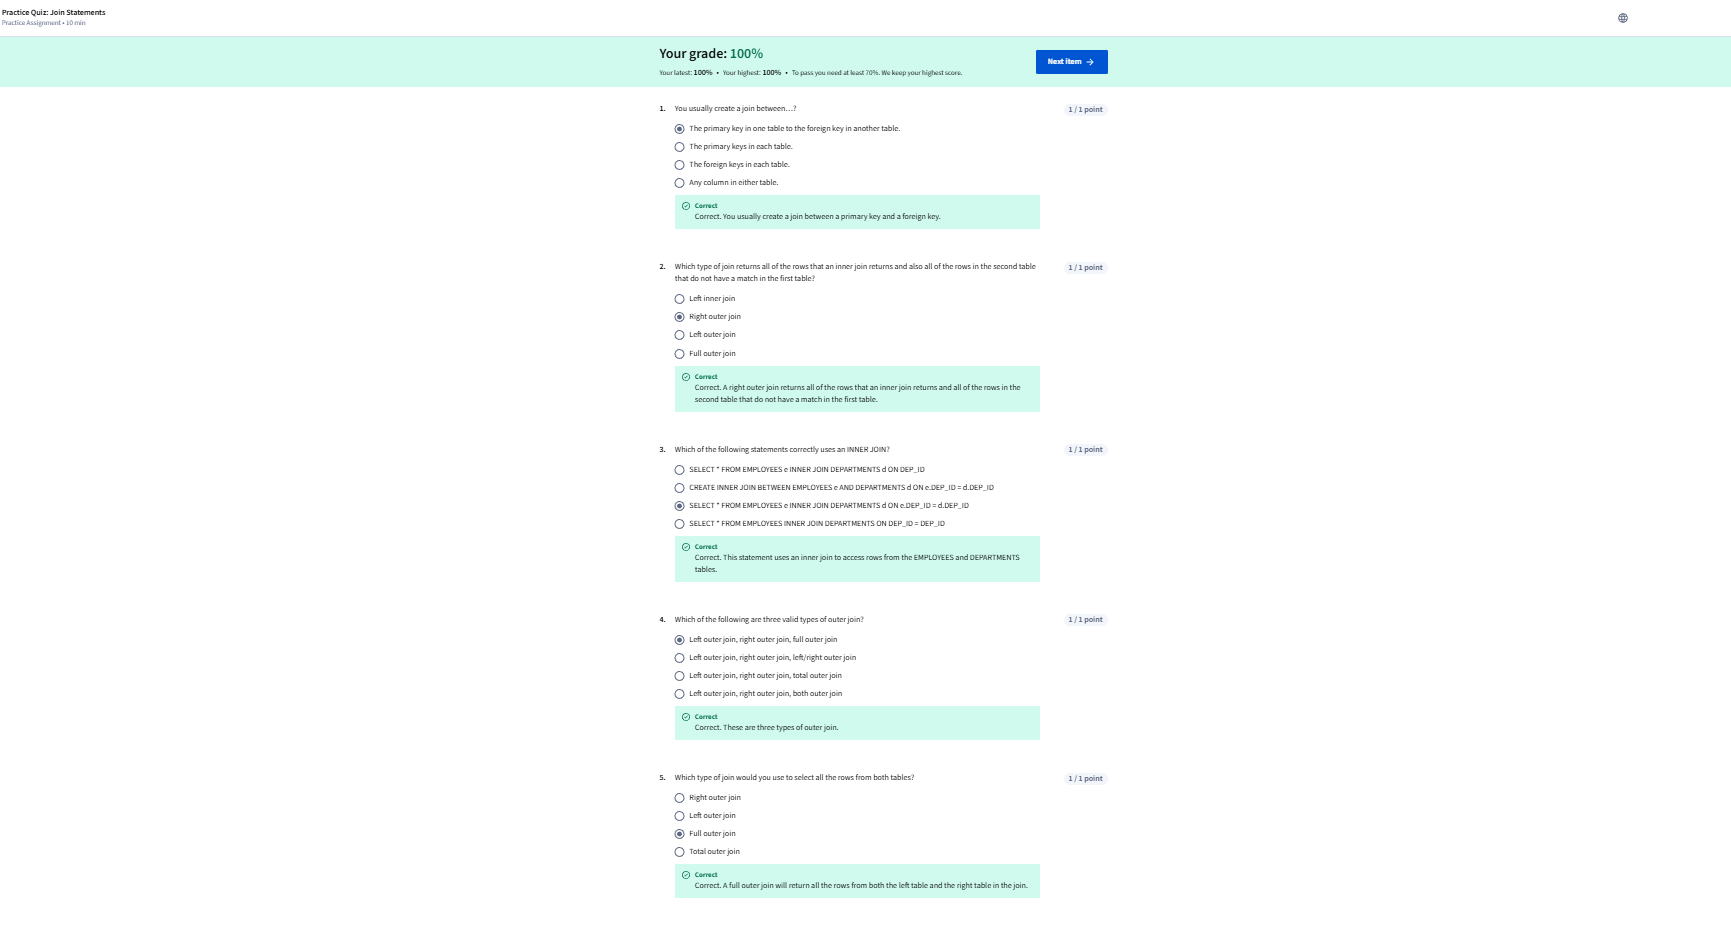 Practice Quiz: Join Statements
Practice Assignment • 10 min
Your grade: 100%
Your latest: 100% • Your highest: 100% • To pass you need at least 70%. We keep your highest score.
Next item →
1. You usually create a join between…?
1 / 1 point
The primary key in one table to the foreign key in another table.
The primary keys in each table.
The foreign keys in each table.
Any column in either table.
Correct
Correct. You usually create a join between a primary key and a foreign key.
2. Which type of join returns all of the rows that an inner join returns and also all of the rows in the second table
that do not have a match in the first table?
1 / 1 point
Left inner join
Right outer join
Left outer join
Full outer join
Correct
Correct. A right outer join returns all of the rows that an inner join returns and all of the rows in the
second table that do not have a match in the first table.
3. Which of the following statements correctly uses an INNER JOIN?
1 / 1 point
SELECT * FROM EMPLOYEES e INNER JOIN DEPARTMENTS d ON DEP_ID
CREATE INNER JOIN BETWEEN EMPLOYEES e AND DEPARTMENTS d ON e.DEP_ID = d.DEP_ID
SELECT * FROM EMPLOYEES e INNER JOIN DEPARTMENTS d ON e.DEP_ID = d.DEP_ID
SELECT * FROM EMPLOYEES INNER JOIN DEPARTMENTS ON DEP_ID = DEP_ID
Correct
Correct. This statement uses an inner join to access rows from the EMPLOYEES and DEPARTMENTS
tables.
4. Which of the following are three valid types of outer join?
1 / 1 point
Left outer join, right outer join, full outer join
Left outer join, right outer join, left/right outer join
Left outer join, right outer join, total outer join
Left outer join, right outer join, both outer join
Correct
Correct. These are three types of outer join.
5. Which type of join would you use to select all the rows from both tables?
1 / 1 point
Right outer join
Left outer join
Full outer join
Total outer join
Correct
Correct. A full outer join will return all the rows from both the left table and the right table in the join.